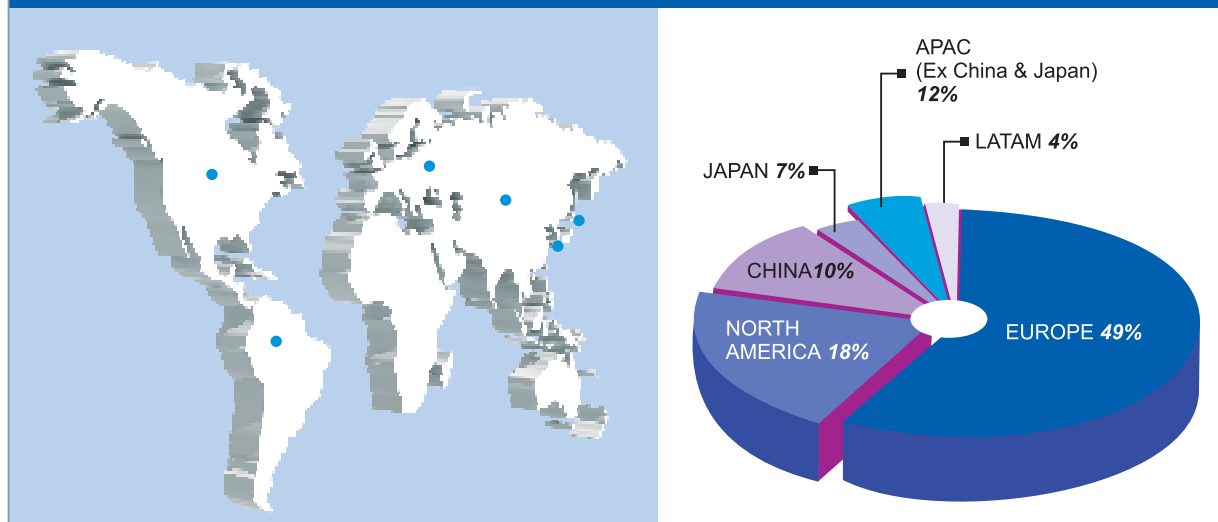 APAC
(Ex China & Japan)
12%
LATAM 4%
JAPAN 7%
CHINA10%
NORTH
AMERICA 18%
EUROPE 49%